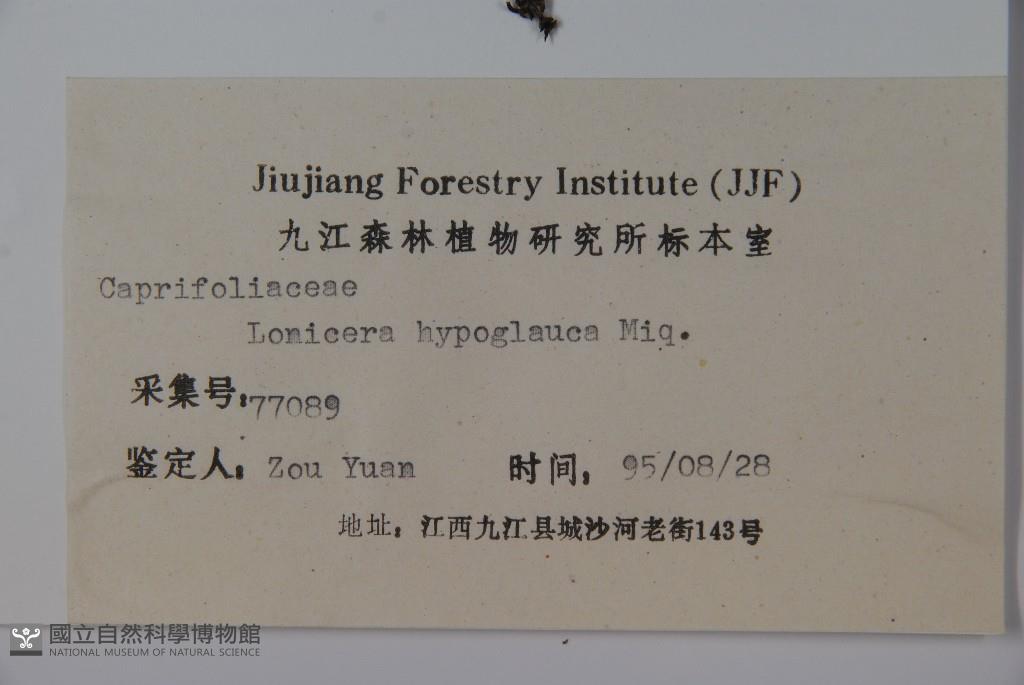 Jiujiang Forestry Institute (JJF)
九江森林植物研究所标本室
Caprifoliaceae
Lonicera hypoglauca Miq.
采集号:77089
鉴定人: Zou Yuan 时间: 95/08/28
地址: 江西九江县城沙河老街143号
國立自然科學博物館
NATIONAL MUSEUM OF NATURAL SCIENCE